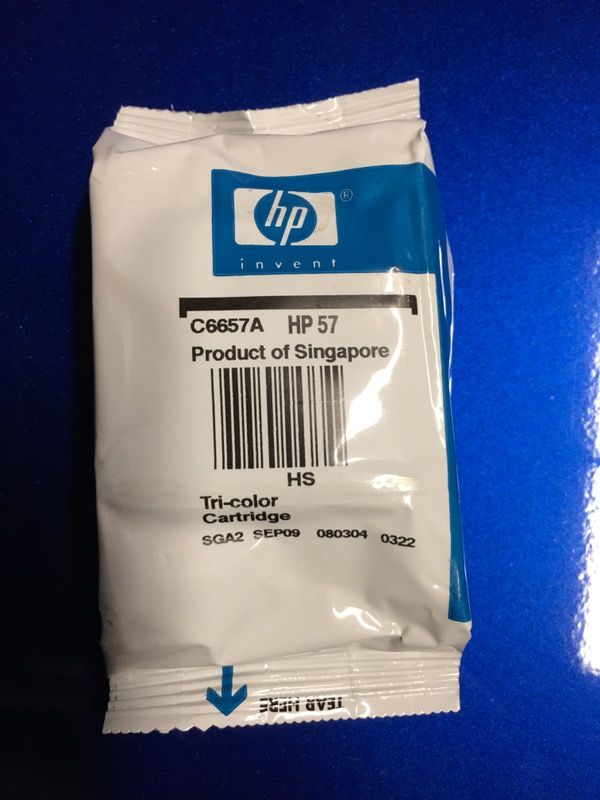 hp ®
invent
C6657A HP 57
Product of Singapore
HS
Tri-color
Cartridge
SGA2 SEP09 080304 0322
TEAR HERE